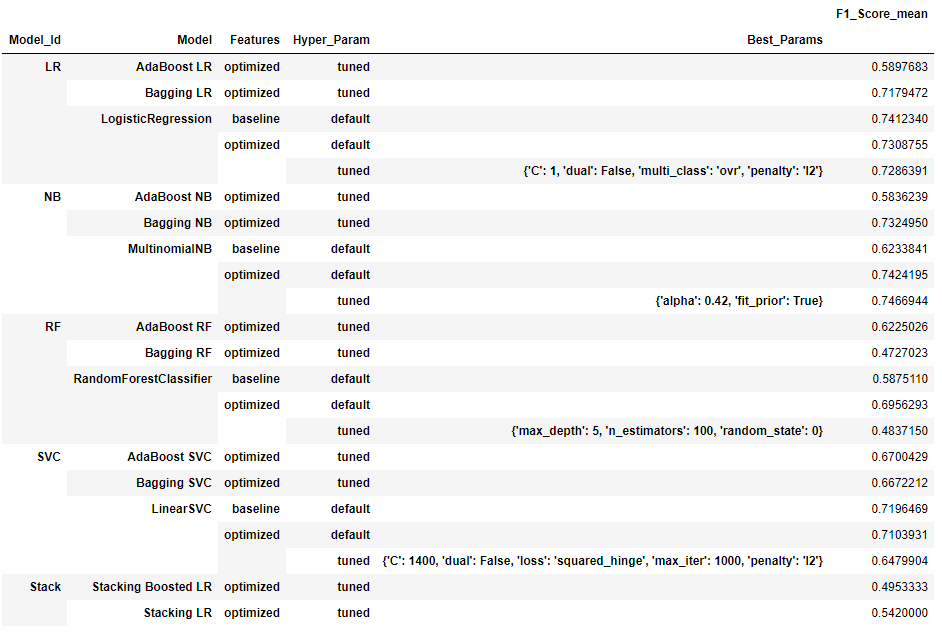 F1_Score_mean
Model_Id Model Features Hyper_Param Best_Params
LR AdaBoost LR optimized tuned 0.5897683
Bagging LR optimized tuned 0.7179472
LogisticRegression baseline default 0.7412340
optimized default 0.7308755
tuned {'C': 1, 'dual': False, 'multi_class': 'ovr', 'penalty': 'l2'} 0.7286391
NB AdaBoost NB optimized tuned 0.5836239
Bagging NB optimized tuned 0.7324950
MultinomialNB baseline default 0.6233841
optimized default 0.7424195
tuned {'alpha': 0.42, 'fit_prior': True} 0.7466944
RF AdaBoost RF optimized tuned 0.6225026
Bagging RF optimized tuned 0.4727023
RandomForestClassifier baseline default 0.5875110
optimized default 0.6956293
tuned {'max_depth': 5, 'n_estimators': 100, 'random_state': 0} 0.4837150
SVC AdaBoost SVC optimized tuned 0.6700429
Bagging SVC optimized tuned 0.6672212
LinearSVC baseline default 0.7196469
optimized default 0.7103931
tuned {'C': 1400, 'dual': False, 'loss': 'squared_hinge', 'max_iter': 1000, 'penalty': 'l2'} 0.6479904
Stack Stacking Boosted LR optimized tuned 0.4953333
Stacking LR optimized tuned 0.5420000